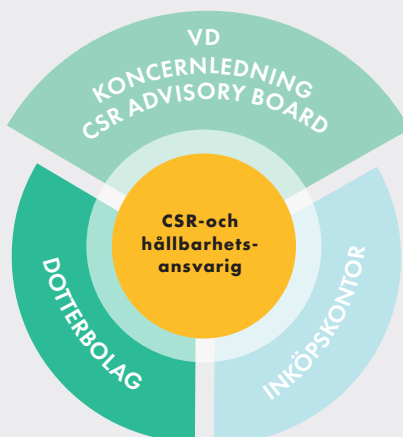 VD
KONCERNLEDNING
CSR ADVISORY BOARD
CSR-och
hållbarhets-
ansvarig
DOTTERBOLAG
INKÖPSKONTOR